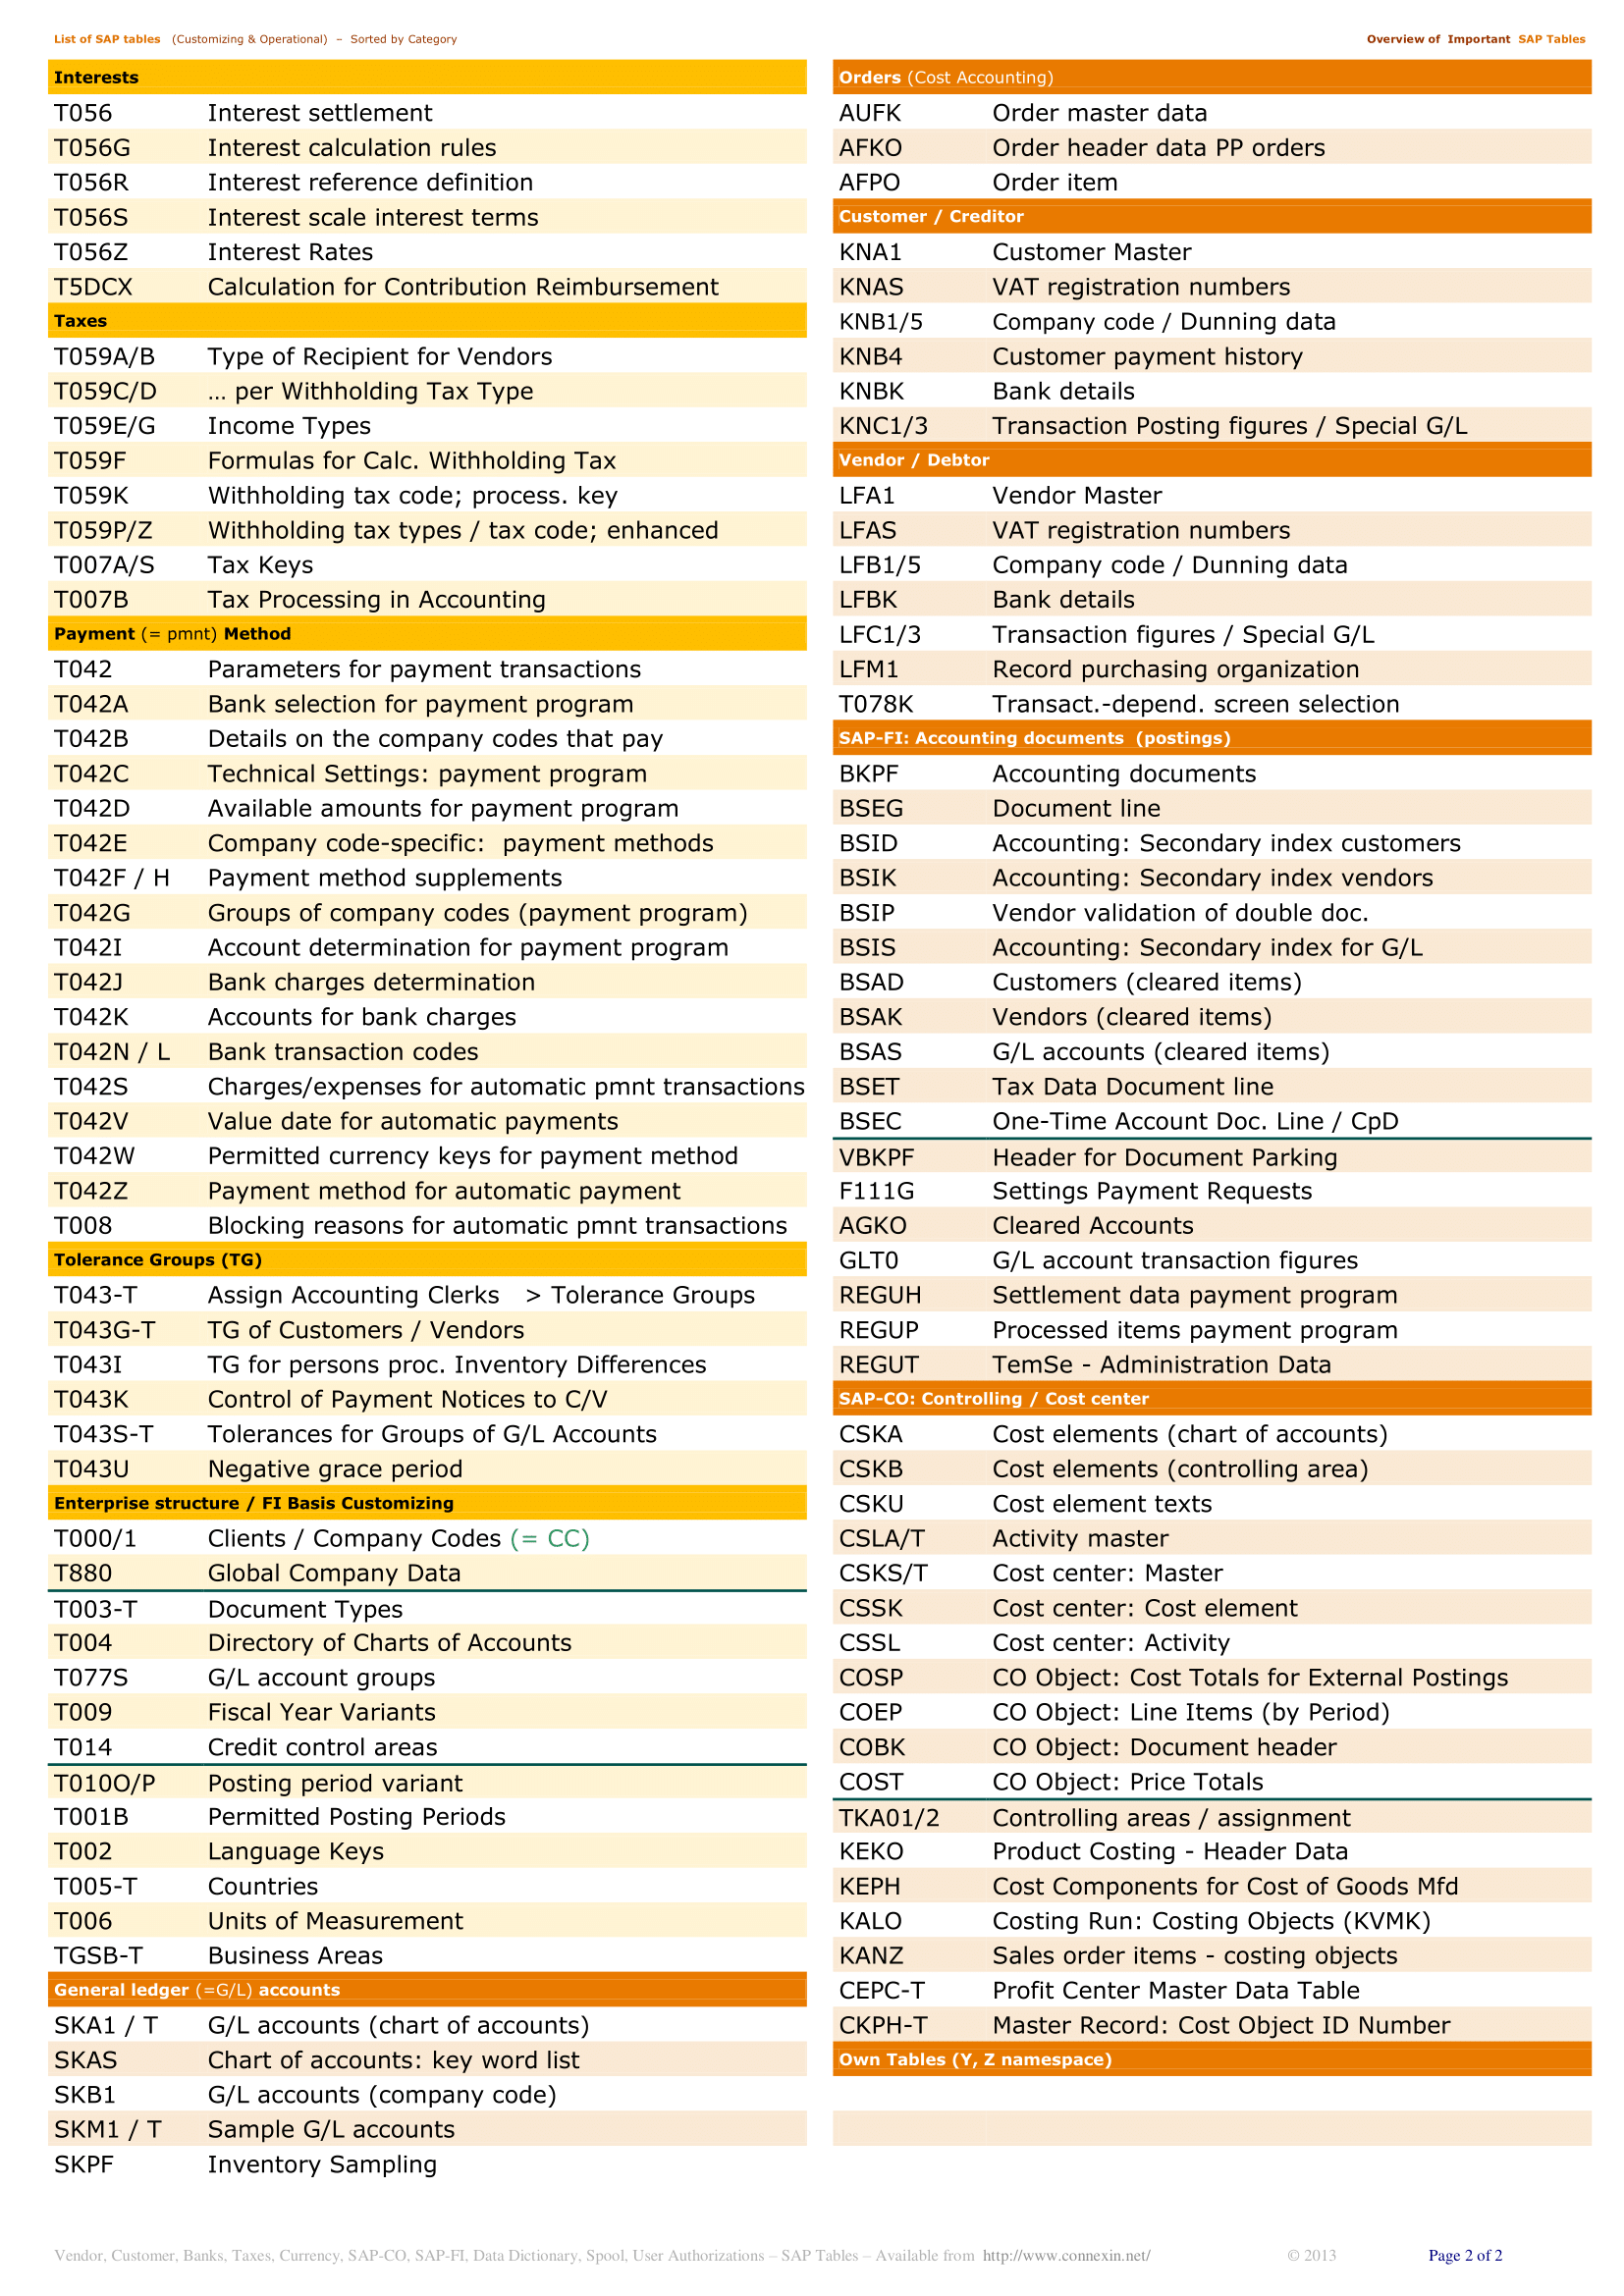 List of SAP tables (Customizing & Operational) – Sorted by Category
Overview of Important SAP Tables
Interests
T056 Interest settlement
T056G Interest calculation rules
T056R Interest reference definition
T056S Interest scale interest terms
T056Z Interest Rates
T5DCX Calculation for Contribution Reimbursement
Taxes
T059A/B Type of Recipient for Vendors
T059C/D … per Withholding Tax Type
T059E/G Income Types
T059F Formulas for Calc. Withholding Tax
T059K Withholding tax code; process. key
T059P/Z Withholding tax types / tax code; enhanced
T007A/S Tax Keys
T007B Tax Processing in Accounting
Payment (= pmnt) Method
T042 Parameters for payment transactions
T042A Bank selection for payment program
T042B Details on the company codes that pay
T042C Technical Settings: payment program
T042D Available amounts for payment program
T042E Company code-specific: payment methods
T042F / H Payment method supplements
T042G Groups of company codes (payment program)
T042I Account determination for payment program
T042J Bank charges determination
T042K Accounts for bank charges
T042N / L Bank transaction codes
T042S Charges/expenses for automatic pmnt transactions
T042V Value date for automatic payments
T042W Permitted currency keys for payment method
T042Z Payment method for automatic payment
T008 Blocking reasons for automatic pmnt transactions
Tolerance Groups (TG)
T043-T Assign Accounting Clerks > Tolerance Groups
T043G-T TG of Customers / Vendors
T043I TG for persons proc. Inventory Differences
T043K Control of Payment Notices to C/V
T043S-T Tolerances for Groups of G/L Accounts
T043U Negative grace period
Enterprise structure / FI Basis Customizing
T000/1 Clients / Company Codes (= CC)
T880 Global Company Data
T003-T Document Types
T004 Directory of Charts of Accounts
T077S G/L account groups
T009 Fiscal Year Variants
T014 Credit control areas
T010O/P Posting period variant
T001B Permitted Posting Periods
T002 Language Keys
T005-T Countries
T006 Units of Measurement
TGSB-T Business Areas
General ledger (=G/L) accounts
SKA1 / T G/L accounts (chart of accounts)
SKAS Chart of accounts: key word list
SKB1 G/L accounts (company code)
SKM1 / T Sample G/L accounts
SKPF Inventory Sampling
Orders (Cost Accounting)
AUFK Order master data
AFKO Order header data PP orders
AFPO Order item
Customer / Creditor
KNA1 Customer Master
KNAS VAT registration numbers
KNB1/5 Company code / Dunning data
KNB4 Customer payment history
KNBK Bank details
KNC1/3 Transaction Posting figures / Special G/L
Vendor / Debtor
LFA1 Vendor Master
LFAS VAT registration numbers
LFB1/5 Company code / Dunning data
LFBK Bank details
LFC1/3 Transaction figures / Special G/L
LFM1 Record purchasing organization
T078K Transact.-depend. screen selection
SAP-FI: Accounting documents (postings)
BKPF Accounting documents
BSEG Document line
BSID Accounting: Secondary index customers
BSIK Accounting: Secondary index vendors
BSIP Vendor validation of double doc.
BSIS Accounting: Secondary index for G/L
BSAD Customers (cleared items)
BSAK Vendors (cleared items)
BSAS G/L accounts (cleared items)
BSET Tax Data Document line
BSEC One-Time Account Doc. Line / CpD
VBKPF Header for Document Parking
F111G Settings Payment Requests
AGKO Cleared Accounts
GLT0 G/L account transaction figures
REGUH Settlement data payment program
REGUP Processed items payment program
REGUT TemSe - Administration Data
SAP-CO: Controlling / Cost center
CSKA Cost elements (chart of accounts)
CSKB Cost elements (controlling area)
CSKU Cost element texts
CSLA/T Activity master
CSKS/T Cost center: Master
CSSK Cost center: Cost element
CSSL Cost center: Activity
COSP CO Object: Cost Totals for External Postings
COEP CO Object: Line Items (by Period)
COBK CO Object: Document header
COST CO Object: Price Totals
TKA01/2 Controlling areas / assignment
KEKO Product Costing - Header Data
KEPH Cost Components for Cost of Goods Mfd
KALO Costing Run: Costing Objects (KVMK)
KANZ Sales order items - costing objects
CEPC-T Profit Center Master Data Table
CKPH-T Master Record: Cost Object ID Number
Own Tables (Y, Z namespace)
Vendor, Customer, Banks, Taxes, Currency, SAP-CO, SAP-FI, Data Dictionary, Spool, User Authorizations – SAP Tables – Available from http://www.connexin.net/ © 2013 Page 2 of 2